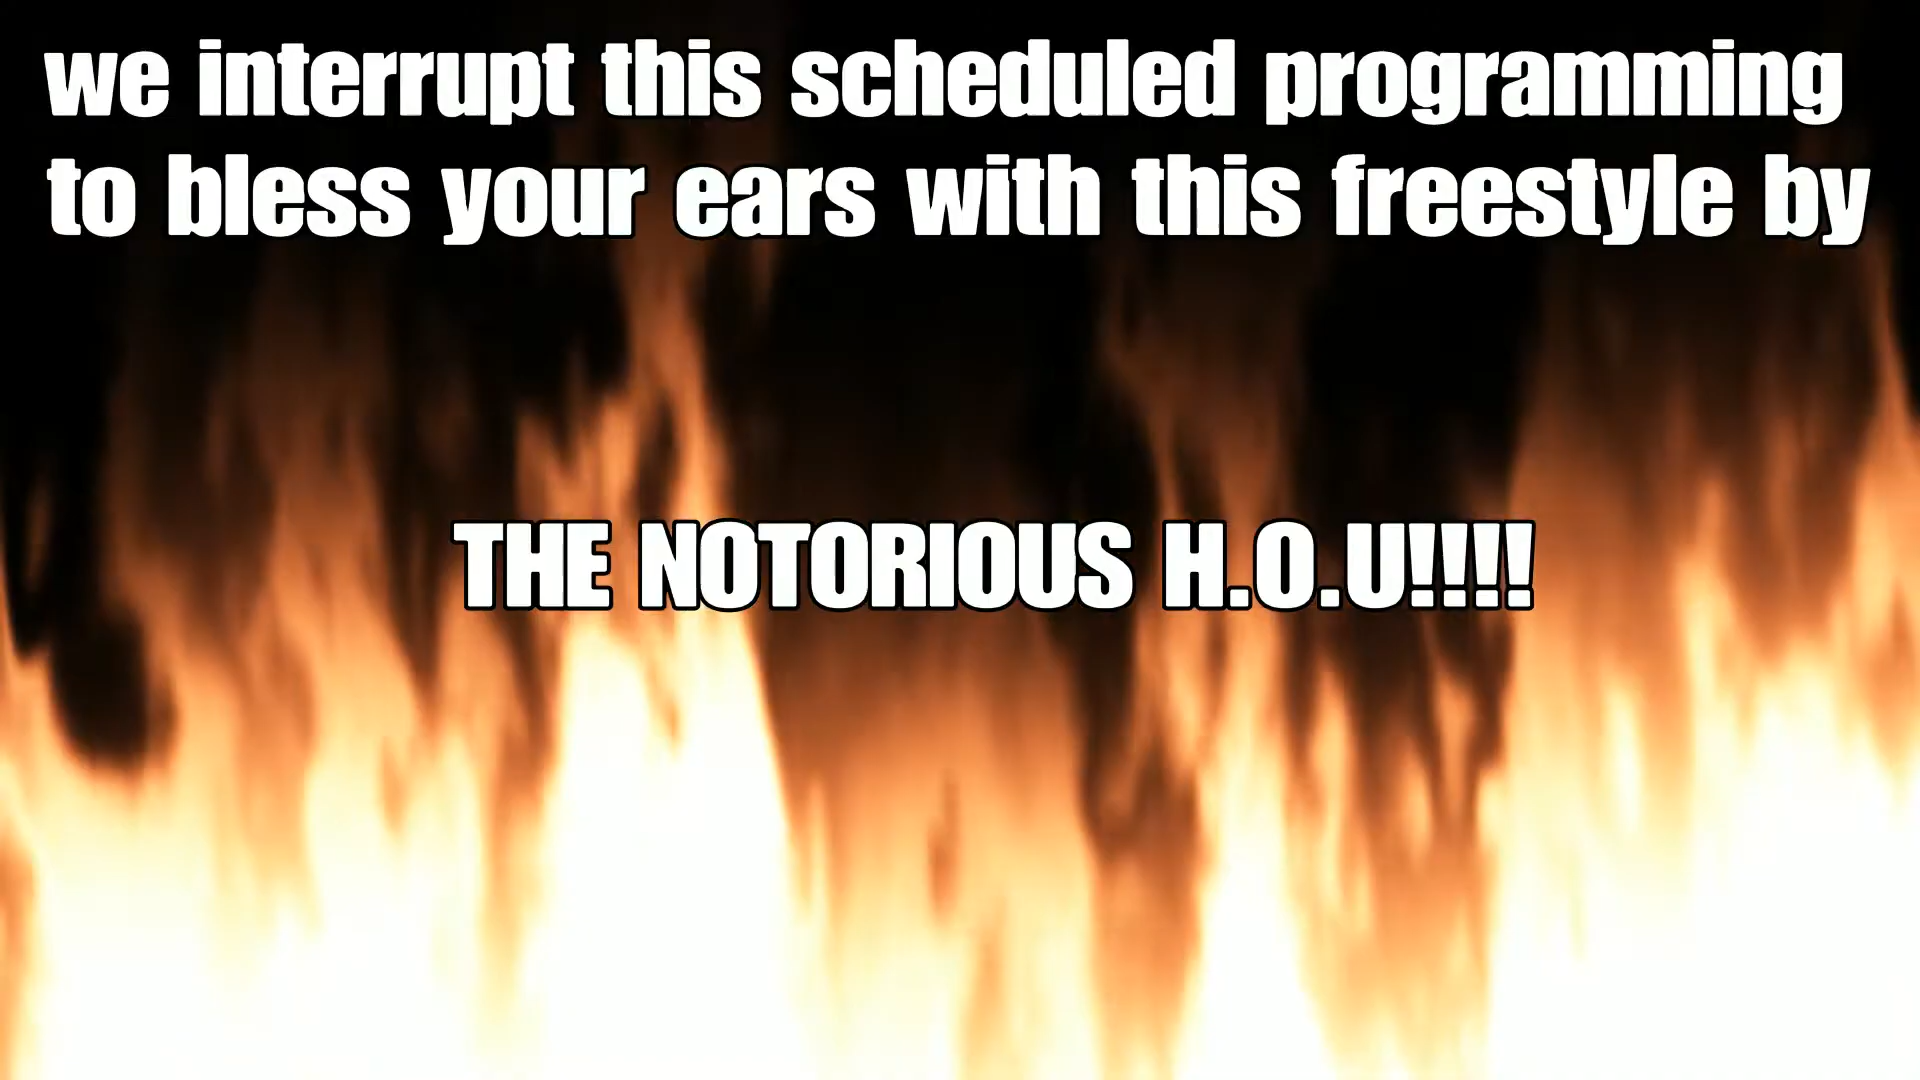 we interrupt this scheduled programming
to bless your ears with this freestyle by
THE NOTORIOUS H.O.U!!!!